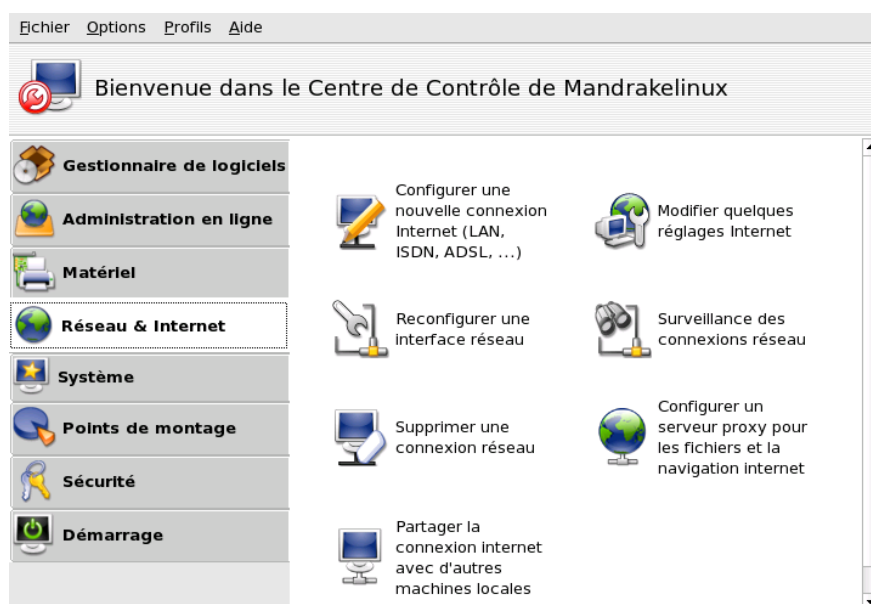 Fichier Options Profils Aide
Bienvenue dans le Centre de Contrôle de Mandrakelinux
Gestionnaire de logiciels
Administration en ligne
Matériel
Réseau & Internet
Système
Points de montage
Sécurité
Démarrage
Configurer une
nouvelle connexion
Internet (LAN,
ISDN, ADSL, ...)
Modifier quelques
réglages Internet
Reconfigurer une
interface réseau
Surveillance des
connexions réseau
Supprimer une
connexion réseau
Configurer un
serveur proxy pour
les fichiers et la
navigation internet
Partager la
connexion internet
avec d'autres
machines locales